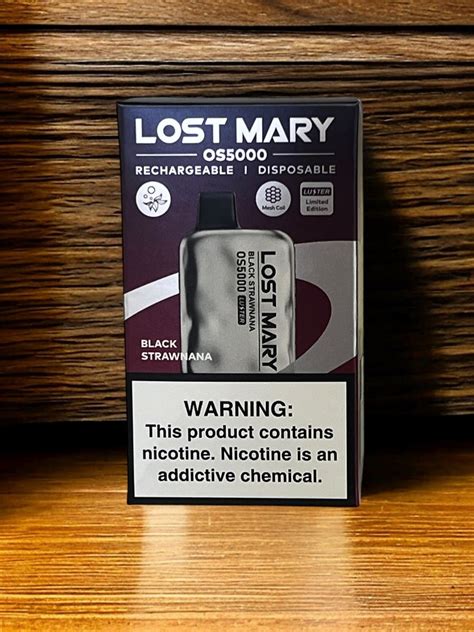 LOST MARY
OS5000
RECHARGEABLE | DISPOSABLE
Mesh Coil
LUSTER
Limited
Edition
LOST MARY
BLACK STRAWNANA
OS5000 LUSTER
BLACK
STRAWNANA
WARNING:
This product contains
nicotine. Nicotine is an
addictive chemical.